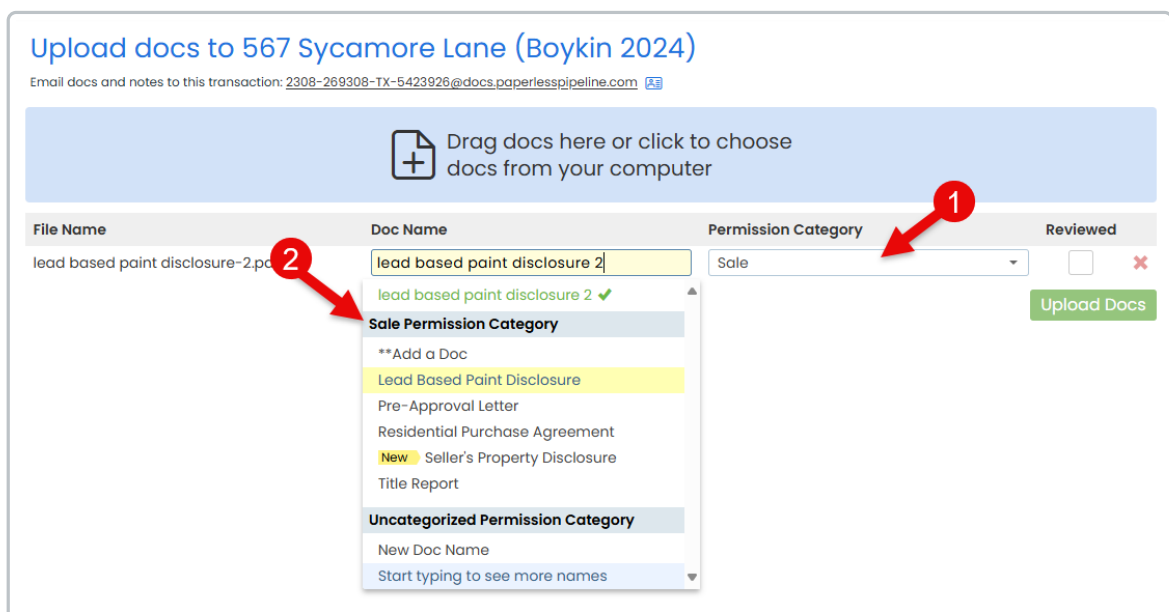 Upload docs to 567 Sycamore Lane (Boykin 2024)
Email docs and notes to this transaction: 2308-269308-TX-5423926@docs.paperlesspipeline.com
Drag docs here or click to choose
docs from your computer
File Name Doc Name Permission Category Reviewed
1
lead based paint disclosure-2.pd lead based paint disclosure 2 Sale
2
lead based paint disclosure 2
Upload Docs
Sale Permission Category
**Add a Doc
Lead Based Paint Disclosure
Pre-Approval Letter
Residential Purchase Agreement
New Seller's Property Disclosure
Title Report
Uncategorized Permission Category
New Doc Name
Start typing to see more names